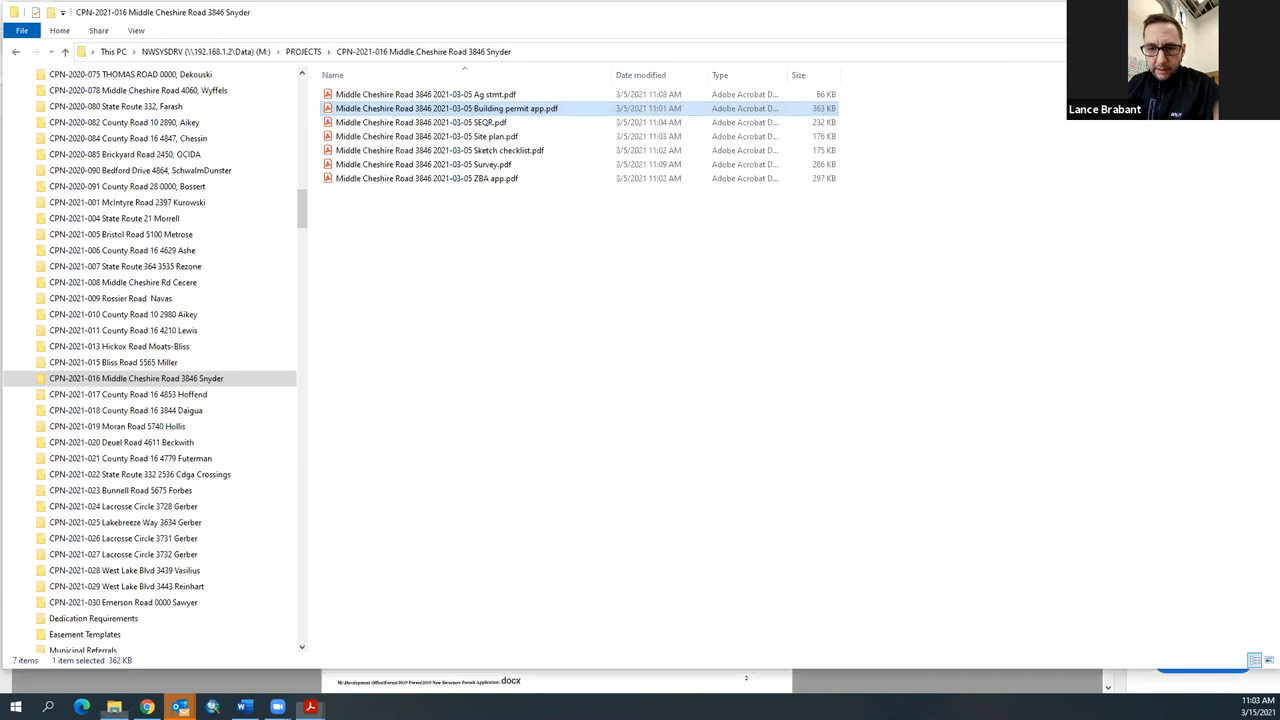 CPN-2021-016 Middle Cheshire Road 3846 Snyder
File Home Share View
This PC > NWSYSDRV (\\192.168.1.2\Data) (M:) > PROJECTS > CPN-2021-016 Middle Cheshire Road 3846 Snyder
Name Date modified Type Size
CPN-2020-075 THOMAS ROAD 0000, Dekouski
CPN-2020-078 Middle Cheshire Road 4060, Wyffels
CPN-2020-080 State Route 332, Farash
CPN-2020-082 County Road 10 2890, Aikey
CPN-2020-084 County Road 16 4847, Chessin
CPN-2020-085 Brickyard Road 2450, OCIDA
CPN-2020-090 Bedford Drive 4864, SchwalmDunster
CPN-2020-091 County Road 28 0000, Bossert
CPN-2021-001 McIntyre Road 2397 Kurowski
CPN-2021-004 State Route 21 Morrell
CPN-2021-005 Bristol Road 5100 Metrose
CPN-2021-006 County Road 16 4629 Ashe
CPN-2021-007 State Route 364 3535 Rezone
CPN-2021-008 Middle Cheshire Rd Cecere
CPN-2021-009 Rossier Road Navas
CPN-2021-010 County Road 10 2980 Aikey
CPN-2021-011 County Road 16 4210 Lewis
CPN-2021-013 Hickox Road Moats-Bliss
CPN-2021-015 Bliss Road 5565 Miller
CPN-2021-016 Middle Cheshire Road 3846 Snyder
CPN-2021-017 County Road 16 4853 Hoffend
CPN-2021-018 County Road 16 3844 Daigua
CPN-2021-019 Moran Road 5740 Hollis
CPN-2021-020 Deuel Road 4611 Beckwith
CPN-2021-021 County Road 16 4779 Futerman
CPN-2021-022 State Route 332 2536 Cdga Crossings
CPN-2021-023 Bunnell Road 5675 Forbes
CPN-2021-024 Lacrosse Circle 3728 Gerber
CPN-2021-025 Lakebreeze Way 3634 Gerber
CPN-2021-026 Lacrosse Circle 3731 Gerber
CPN-2021-027 Lacrosse Circle 3732 Gerber
CPN-2021-028 West Lake Blvd 3439 Vasilius
CPN-2021-029 West Lake Blvd 3443 Reinhart
CPN-2021-030 Emerson Road 0000 Sawyer
Dedication Requirements
Easement Templates
Municipal Referrals
Middle Cheshire Road 3846 2021-03-05 Ag stmt.pdf 3/5/2021 11:08 AM Adobe Acrobat D... 66 KB
Middle Cheshire Road 3846 2021-03-05 Building permit app.pdf 3/5/2021 11:01 AM Adobe Acrobat D... 363 KB
Middle Cheshire Road 3846 2021-03-05 SEQR.pdf 3/5/2021 11:04 AM Adobe Acrobat D... 232 KB
Middle Cheshire Road 3846 2021-03-05 Site plan.pdf 3/5/2021 11:03 AM Adobe Acrobat D... 176 KB
Middle Cheshire Road 3846 2021-03-05 Sketch checklist.pdf 3/5/2021 11:02 AM Adobe Acrobat D... 175 KB
Middle Cheshire Road 3846 2021-03-05 Survey.pdf 3/5/2021 11:09 AM Adobe Acrobat D... 286 KB
Middle Cheshire Road 3846 2021-03-05 ZBA app.pdf 3/5/2021 11:02 AM Adobe Acrobat D... 297 KB
Lance Brabant
7 items 1 item selected 362 KB
M:\Development Office\Forms\2019 Forms\2019 New Structure Permit Application.docx 2
11:03 AM
3/15/2021